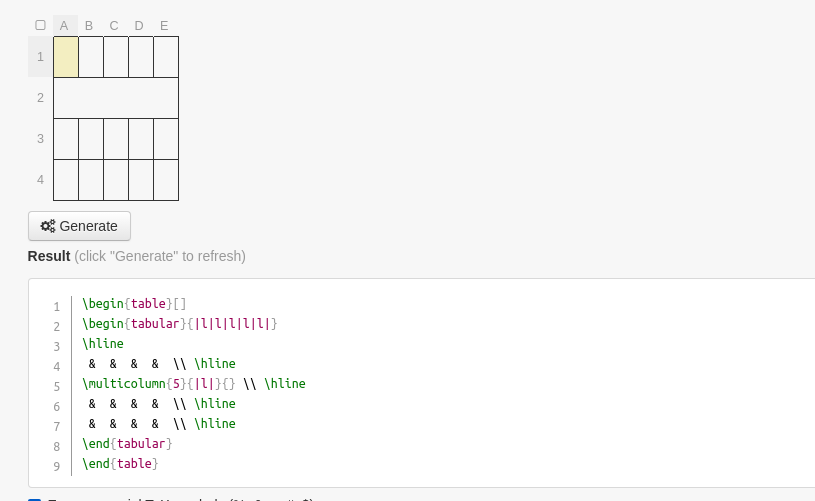 A B C D E
1
2
3
4
Generate
Result (click "Generate" to refresh)
1 \begin{table}[]
2 \begin{tabular}{|l|l|l|l|l|}
3 \hline
4 & & & & \\ \hline
5 \multicolumn{5}{|l|}{} \\ \hline
6 & & & & \\ \hline
7 & & & & \\ \hline
8 \end{tabular}
9 \end{table}